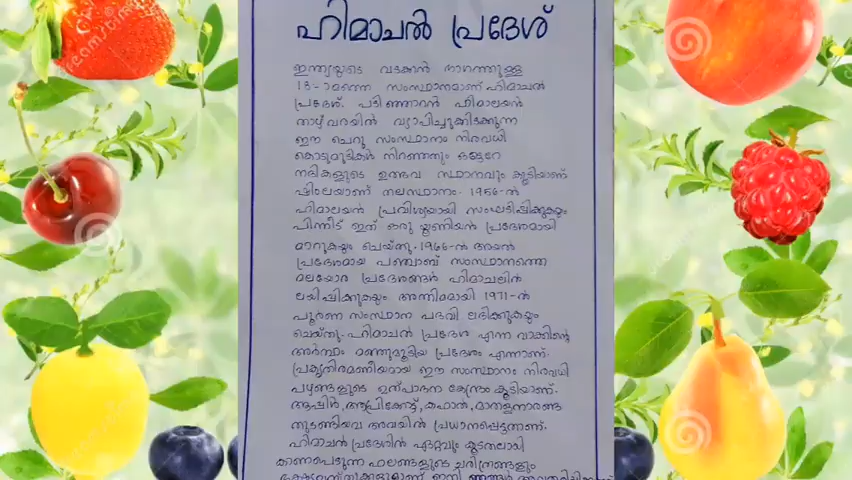 ഹിമാചൽ പ്രദേശ്
ഇന്ത്യയുടെ വടക്കൻ ഭാഗത്തുള്ള
18-ാമത്തെ സംസ്ഥാനമാണ് ഹിമാചൽ
പ്രദേശ്. പടിഞ്ഞാറൻ ഹിമാലയൻ
താഴ്വരയിൽ വ്യാപിച്ചുകിടക്കുന്ന
ഈ ചെറു സംസ്ഥാനം നിരവധി
കൊടുമുടികൾ നിറഞ്ഞതും ഒട്ടേറേ
നദികളുടെ ഉത്ഭവ സ്ഥാനവും കൂടിയാണ്
ഷിംലയാണ് തലസ്ഥാനം. 1956-ൽ
ഹിമാലയൻ പ്രവിശ്യയായി സംഘടിപ്പിക്കുകയും
പിന്നീട് ഇത് ഒരു യൂണിയൻ പ്രദേശമായി
മാറുകയും ചെയ്തു. 1966-ൽ അയൽ
പ്രദേശമായ പഞ്ചാബ് സംസ്ഥാനത്തെ
മലയോര പ്രദേശങ്ങൾ ഹിമാചലിൽ
ലയിപ്പിക്കുകയും അന്തിമമായി 1971-ൽ
പൂർണ സംസ്ഥാന പദവി ലഭിക്കുകയും
ചെയ്തു. ഹിമാചൽ പ്രദേശ് എന്ന വാക്കിന്റെ
അർത്ഥം മഞ്ഞുമൂടിയ പ്രദേശം എന്നാണ്.
പ്രകൃതിരമണീയമായ ഈ സംസ്ഥാനം നിരവധി
പഴങ്ങളുടെ ഉത്പാദന കേന്ദ്രം കൂടിയാണ്.
ആപ്പിൾ, ആപ്രിക്കോട്ട്, മാതളനാരങ്ങ
തുടങ്ങിയവ അവയിൽ പ്രധാനപ്പെട്ടതാണ്.
ഹിമാചൽ പ്രദേശിൽ ഏറ്റവും കൂടുതലായി
കാണപ്പെടുന്ന ഫലങ്ങളുടെ ചരിത്രങ്ങളും